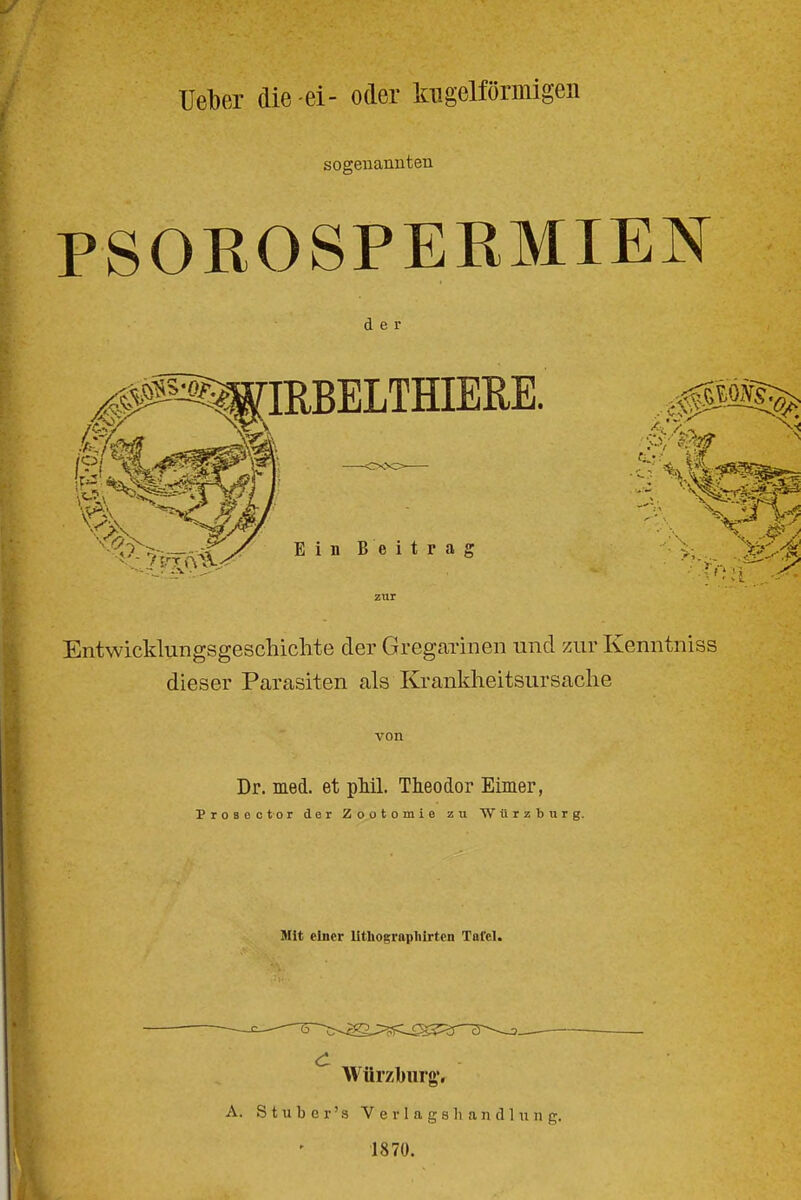 Ueber die ei- oder kugelförmigen
sogenannten
PSOROSPERMIEN
der
WIRBELTHIERE.
Ein Beitrag
zur
Entwicklungsgeschichte der Gregarinen und zur Kenntniss
dieser Parasiten als Krankheitsursache
von
Dr. med. et phil. Theodor Eimer,
Prosector der Zootomie zu Würzburg.
Mit einer lithographirten Tafel.
Würzburg.
A. Stuber's Verlagshandlung.
1870.